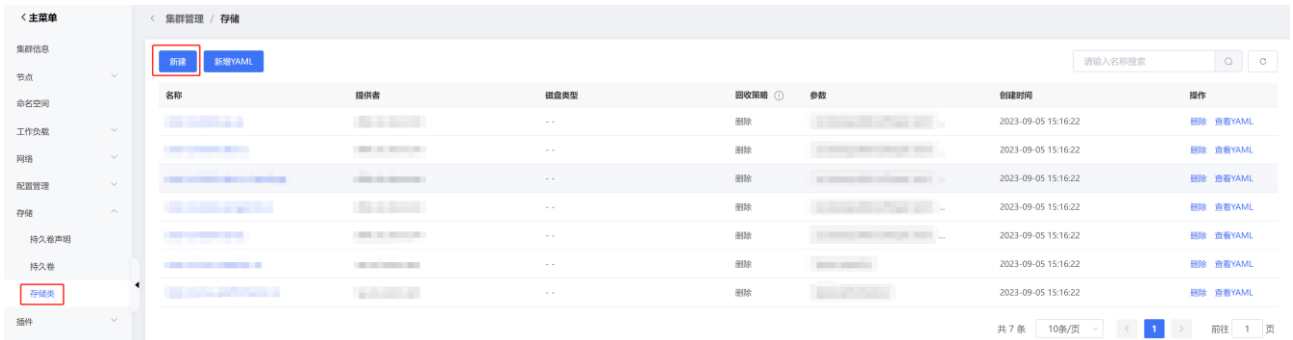 主菜单
集群管理 / 存储
集群信息
节点
命名空间
工作负载
网络
配置管理
存储
持久卷声明
持久卷
存储类
插件
新建 新增YAML 请输入名称搜索
名称 提供者 磁盘类型 回收策略 参数 创建时间 操作
- - 删除 2023-09-05 15:16:22 删除 查看YAML
- - 删除 2023-09-05 15:16:22 删除 查看YAML
- - 删除 2023-09-05 15:16:22 删除 查看YAML
- - 删除 ... 2023-09-05 15:16:22 删除 查看YAML
- - 删除 ... 2023-09-05 15:16:22 删除 查看YAML
- - 删除 2023-09-05 15:16:22 删除 查看YAML
- - 删除 2023-09-05 15:16:22 删除 查看YAML
共 7 条 10条/页 < 1 > 前往 1 页